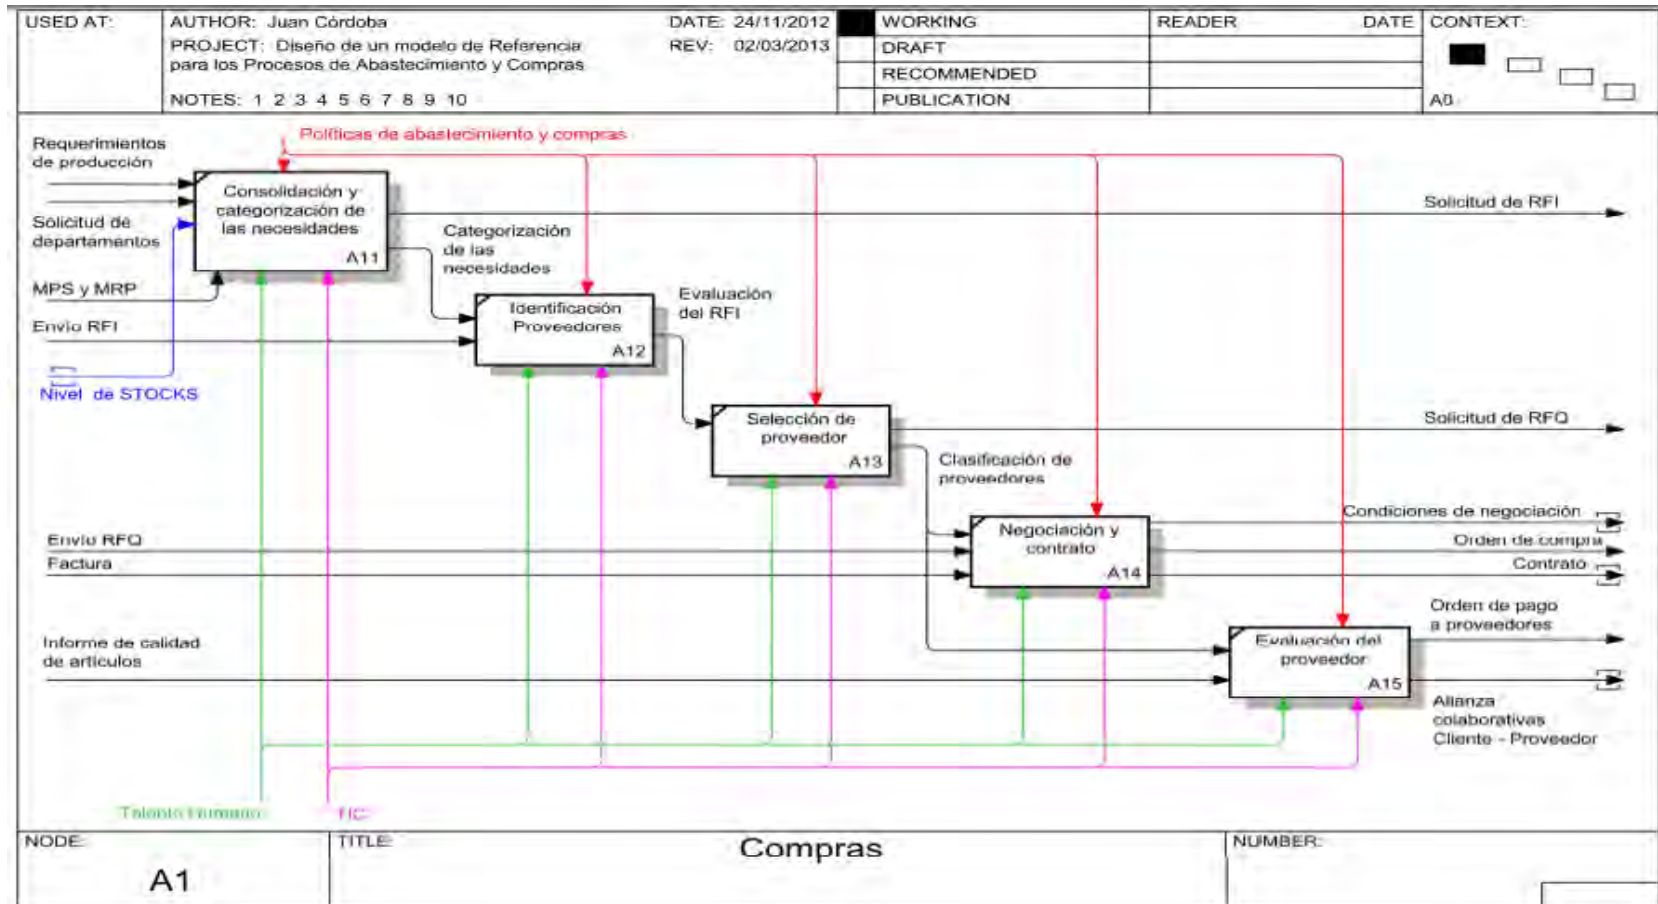 USED AT:
AUTHOR: Juan Córdoba
DATE: 24/11/2012
PROJECT: Diseño de un modelo de Referencia
para los Procesos de Abastecimiento y Compras
REV: 02/03/2013
NOTES: 1 2 3 4 5 6 7 8 9 10
WORKING
DRAFT
RECOMMENDED
PUBLICATION
READER
DATE
CONTEXT:
A0
Políticas de abastecimiento y compras
Requerimientos
de producción
Solicitud de
departamentos
MPS y MRP
Envío RFI
Nivel de STOCKS
Consolidación y
categorización de
las necesidades
A11
Categorización
de las
necesidades
Solicitud de RFI
Identificación
Proveedores
A12
Evaluación
del RFI
Selección de
proveedor
A13
Solicitud de RFQ
Clasificación de
proveedores
Envío RFQ
Factura
Negociación y
contrato
A14
Condiciones de negociación
Orden de compra
Contrato
Informe de calidad
de artículos
Evaluación del
proveedor
A15
Orden de pago
a proveedores
Alianza
colaborativas
Cliente - Proveedor
Talento Humano
TIC
NODE:
A1
TITLE:
Compras
NUMBER: